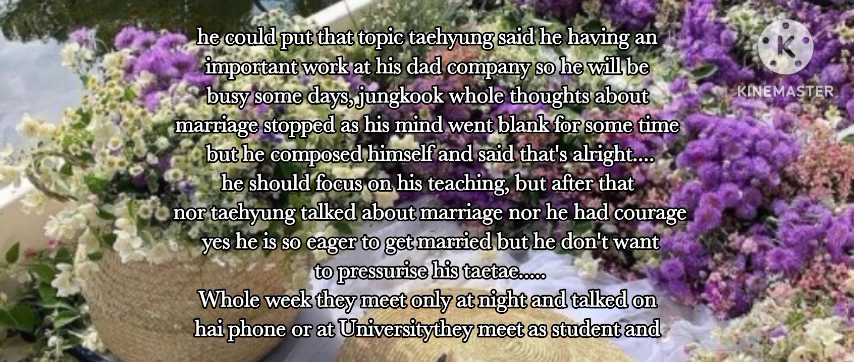 he could put that topic taehyung said he having an
important work at his dad company so he will be
busy some days, jungkook whole thoughts about
marriage stopped as his mind went blank for some time
but he composed himself and said that's alright....
he should focus on his teaching, but after that
nor taehyung talked about marriage nor he had courage
yes he is so eager to get married but he don't want
to pressurise his taetae.....
Whole week they meet only at night and talked on
hai phone or at Universitythey meet as student and
K
KINEMASTER